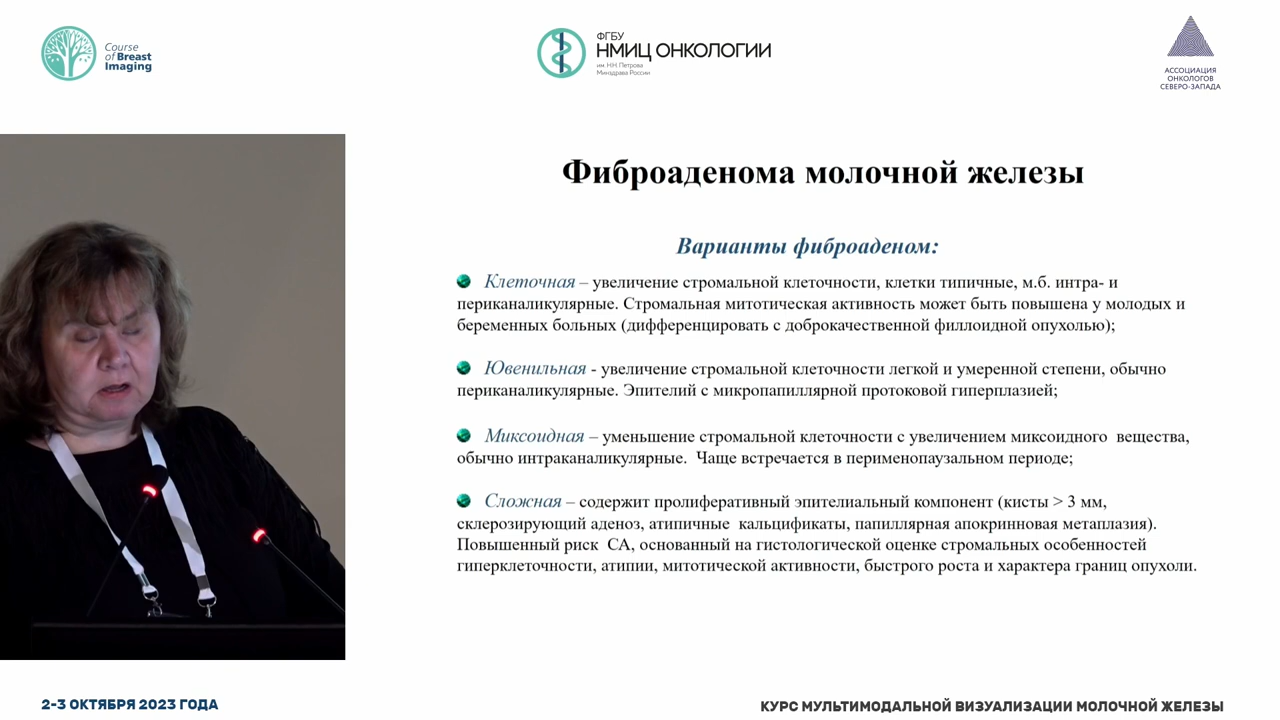 Course
of Breast
Imaging
ФГБУ
НМИЦ ОНКОЛОГИИ
им. Н.Н. Петрова
Минздрава России
АССОЦИАЦИЯ
ОНКОЛОГОВ
СЕВЕРО-ЗАПАДА
Фиброаденома молочной железы
Варианты фиброаденом:
Клеточная – увеличение стромальной клеточности, клетки типичные, м.б. интра- и
периканаликулярные. Стромальная митотическая активность может быть повышена у молодых и
беременных больных (дифференцировать с доброкачественной филлоидной опухолью);
Ювенильная - увеличение стромальной клеточности легкой и умеренной степени, обычно
периканаликулярные. Эпителий с микропапиллярной протоковой гиперплазией;
Миксоидная – уменьшение стромальной клеточности с увеличением миксоидного вещества,
обычно интраканаликулярные. Чаще встречается в перименопаузальном периоде;
Сложная – содержит пролиферативный эпителиальный компонент (кисты > 3 мм,
склерозирующий аденоз, атипичные кальцификаты, папиллярная апокринновая метаплазия).
Повышенный риск СА, основанный на гистологической оценке стромальных особенностей
гиперклеточности, атипии, митотической активности, быстрого роста и характера границ опухоли.
2-3 ОКТЯБРЯ 2023 ГОДА
КУРС МУЛЬТИМОДАЛЬНОЙ ВИЗУАЛИЗАЦИИ МОЛОЧНОЙ ЖЕЛЕЗЫ